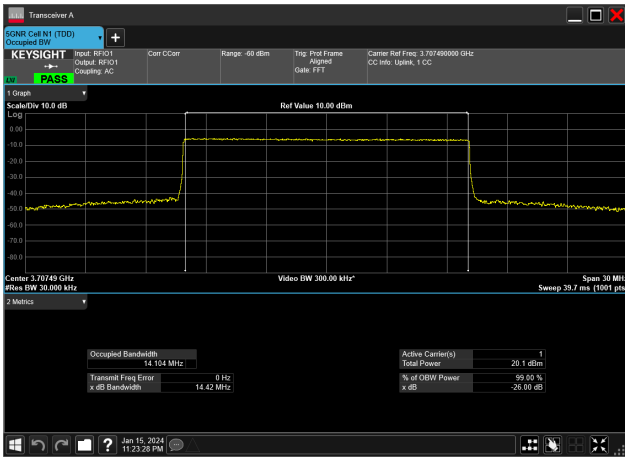 Transceiver A
5GNR Cell N1 (TDD)
Occupied BW
KEYSIGHT Input: RFIO1 Corr CCorr Range: -60 dBm Trig: Prot Frame Carrier Ref Freq: 3.707490000 GHz
Output: RFIO1 Aligned CC Info: Uplink, 1 CC
Coupling: AC Gate: FFT
PASS
1 Graph
Scale/Div 10.0 dB Ref Value 10.00 dBm
Log
0.00
-10.0
-20.0
-30.0
-40.0
-50.0
-60.0
-70.0
-80.0
Center 3.70749 GHz Video BW 300.00 kHz* Span 30 MHz
#Res BW 30.000 kHz Sweep 39.7 ms (1001 pts
2 Metrics
Occupied Bandwidth Active Carrier(s) 1
14.104 MHz Total Power 20.1 dBm
Transmit Freq Error 0 Hz % of OBW Power 99.00 %
x dB Bandwidth 14.42 MHz x dB -26.00 dB
Jan 15, 2024
11:23:28 PM